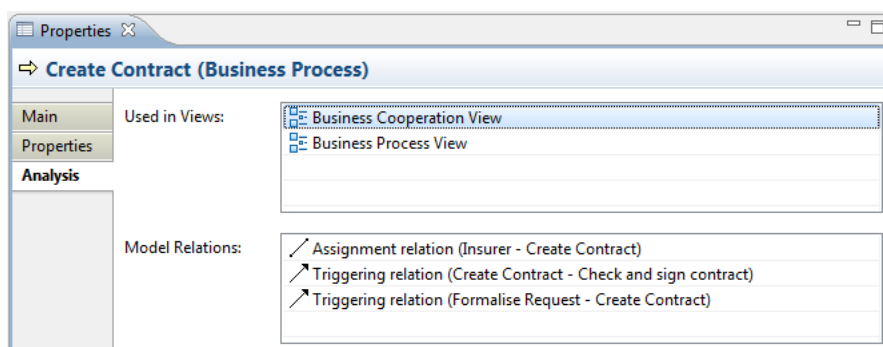 Properties
Create Contract (Business Process)
Main
Used in Views:
Business Cooperation View
Properties
Business Process View
Analysis
Model Relations:
Assignment relation (Insurer - Create Contract)
Triggering relation (Create Contract - Check and sign contract)
Triggering relation (Formalise Request - Create Contract)